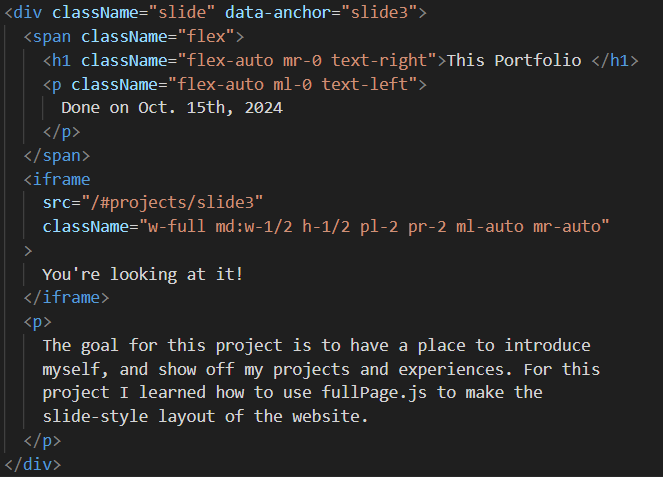 <div className="slide" data-anchor="slide3">
  <span className="flex">
    <h1 className="flex-auto mr-0 text-right">This Portfolio </h1>
    <p className="flex-auto ml-0 text-left">
      Done on Oct. 15th, 2024
    </p>
  </span>
  <iframe
    src="/#projects/slide3"
    className="w-full md:w-1/2 h-1/2 pl-2 pr-2 ml-auto mr-auto"
  >
    You're looking at it!
  </iframe>
  <p>
    The goal for this project is to have a place to introduce
    myself, and show off my projects and experiences. For this
    project I learned how to use fullPage.js to make the
    slide-style layout of the website.
  </p>
</div>